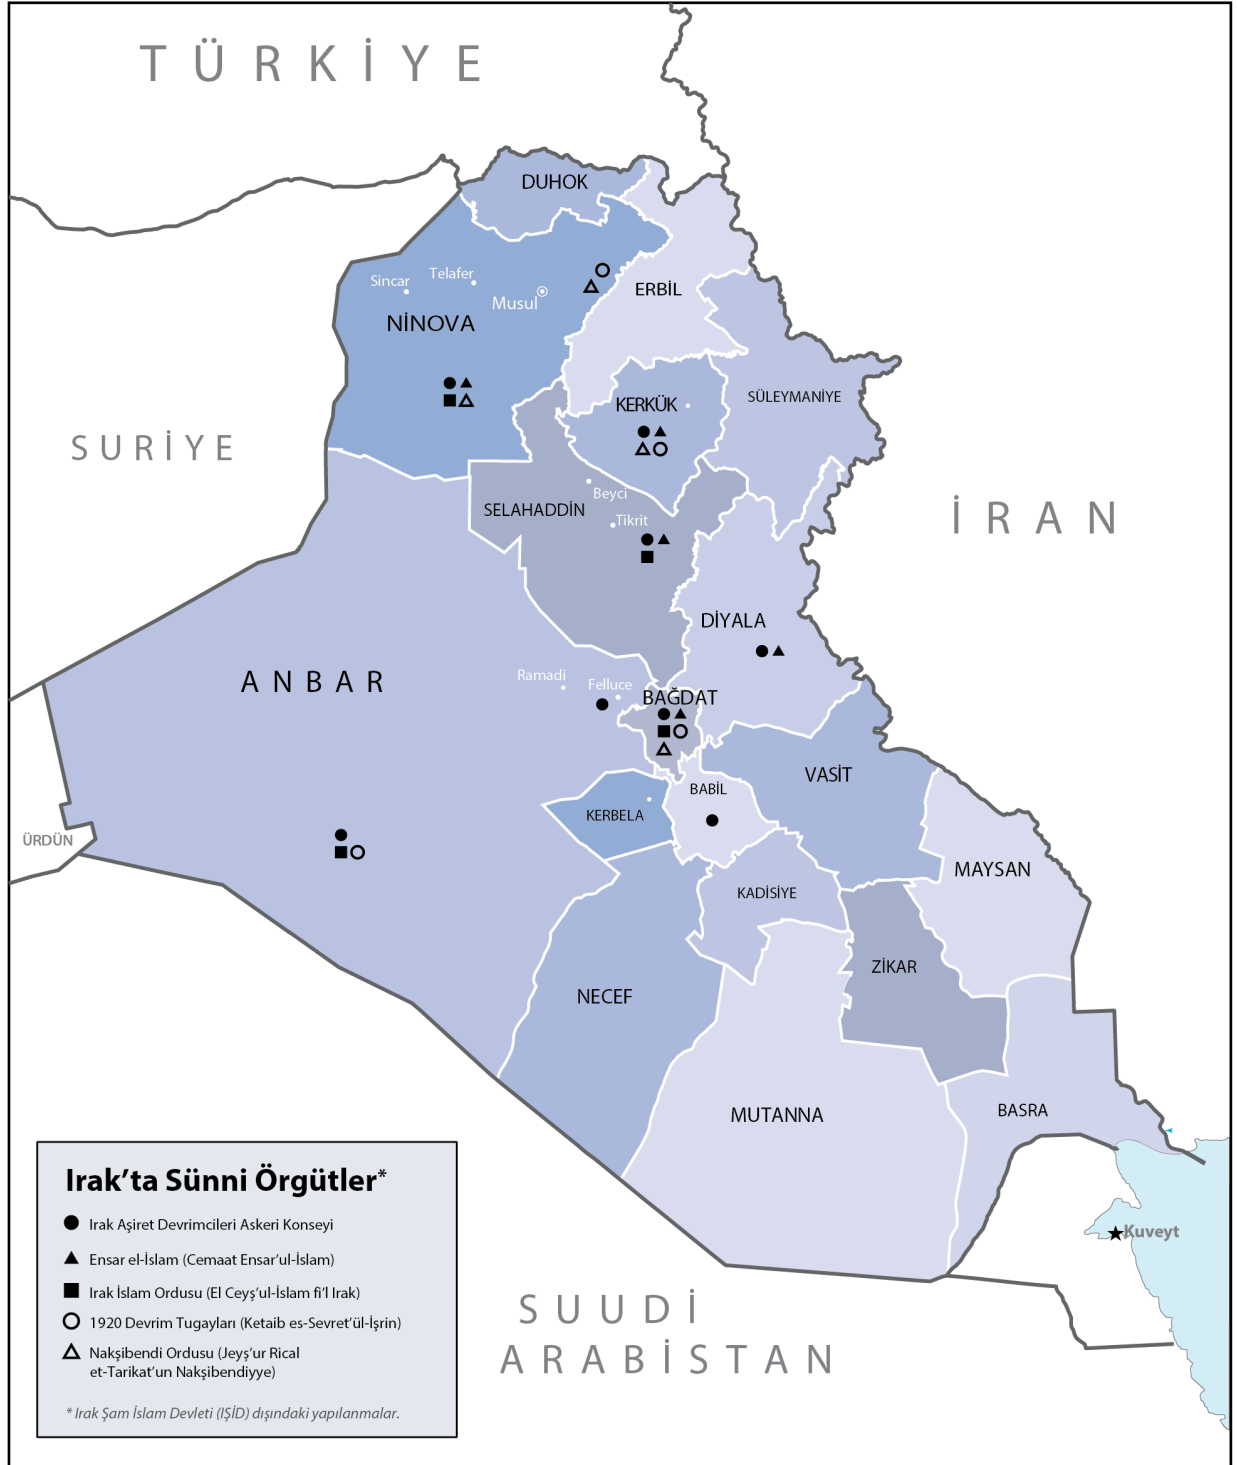 TÜRKİYE
DUHOK
Sincar
Telafer
Musul
NİNOVA
ERBİL
KERKÜK
SÜLEYMANİYE
SURİYE
SELAHADDİN
Beyci
Tikrit
İRAN
DİYALA
ANBAR
Ramadi
Felluce
BAĞDAT
VASİT
BABİL
KERBELA
ÜRDÜN
MAYSAN
KADİSİYE
ZİKAR
NECEF
MUTANNA
BASRA
Kuveyt
SUUDİ
ARABİSTAN
Irak’ta Sünni Örgütler*
Irak Aşiret Devrimcileri Askeri Konseyi
Ensar el-İslam (Cemaat Ensar’ul-İslam)
Irak İslam Ordusu (El Ceyş’ul-İslam fi’l Irak)
1920 Devrim Tugayları (Ketaib es-Sevret’ül-İşrin)
Nakşibendi Ordusu (Jeyş’ur Rical
et-Tarikat’un Nakşibendiyye)
* Irak Şam İslam Devleti (IŞİD) dışındaki yapılanmalar.